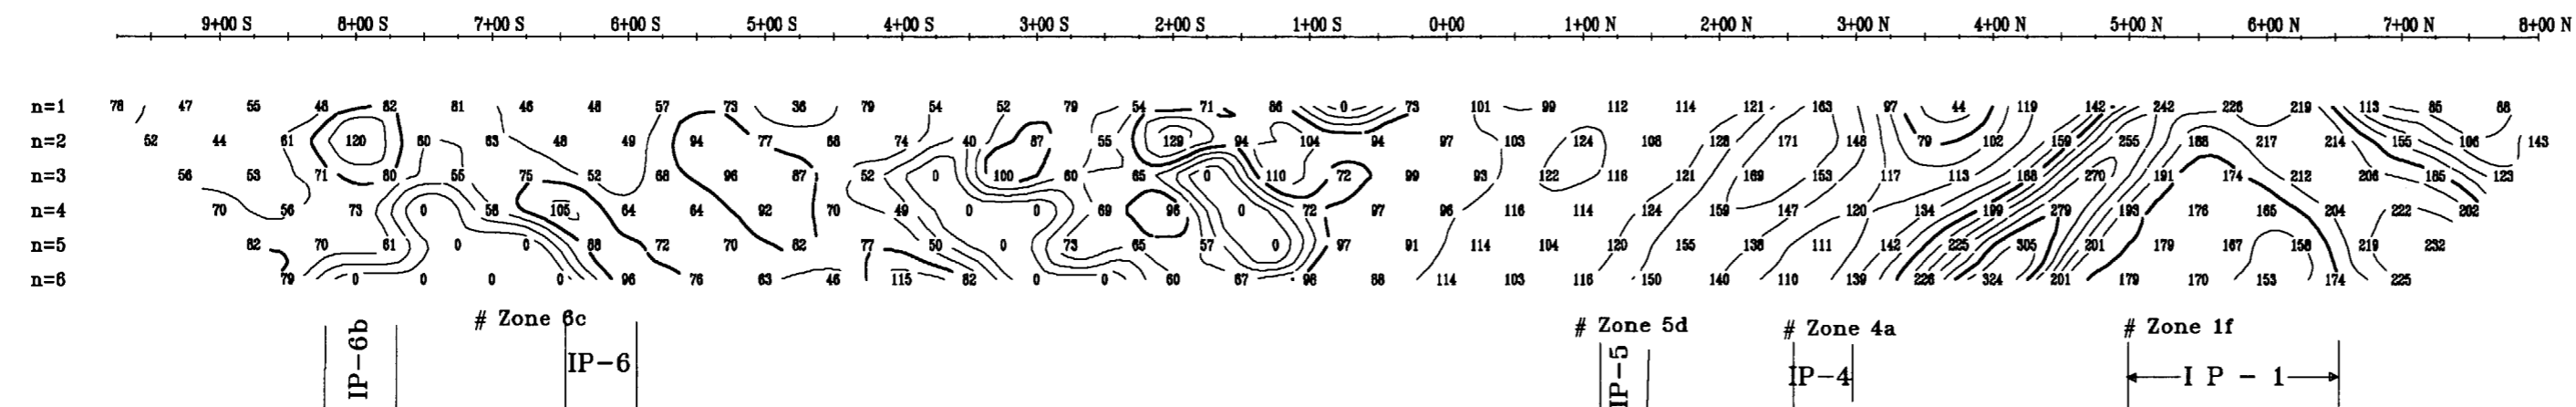 9+00 S 8+00 S 7+00 S 6+00 S 5+00 S 4+00 S 3+00 S 2+00 S 1+00 S 0+00 1+00 N 2+00 N 3+00 N 4+00 N 5+00 N 6+00 N 7+00 N 8+00 N
n=1 78 47 55 48 82 81 46 48 57 73 36 79 54 52 79 54 71 86 0 73 101 99 112 114 121 163 97 44 119 142 242 226 219 113 85 88
n=2 52 44 61 120 80 63 48 49 94 77 68 74 40 87 55 129 94 104 94 97 103 124 108 128 171 148 79 102 159 255 188 217 214 155 106 143
n=3 56 53 71 80 55 75 52 68 96 87 52 0 100 60 65 0 110 72 99 93 122 116 121 169 153 117 113 168 270 191 174 212 206 185 123
n=4 70 56 73 0 58 105 64 64 92 70 49 0 0 69 96 0 72 97 96 116 114 124 159 147 120 134 199 279 193 176 165 204 222 202
n=5 82 70 61 0 0 88 72 70 82 77 50 0 73 65 57 0 97 91 114 104 120 155 136 111 142 225 305 201 179 167 158 219 232
n=6 79 0 0 0 0 96 76 63 46 115 82 0 0 60 67 98 88 114 103 116 150 140 110 139 226 324 201 179 170 153 174 225
# Zone 6c # Zone 5d # Zone 4a # Zone 1f
IP-6b IP-6 IP-5 IP-4 I P - 1